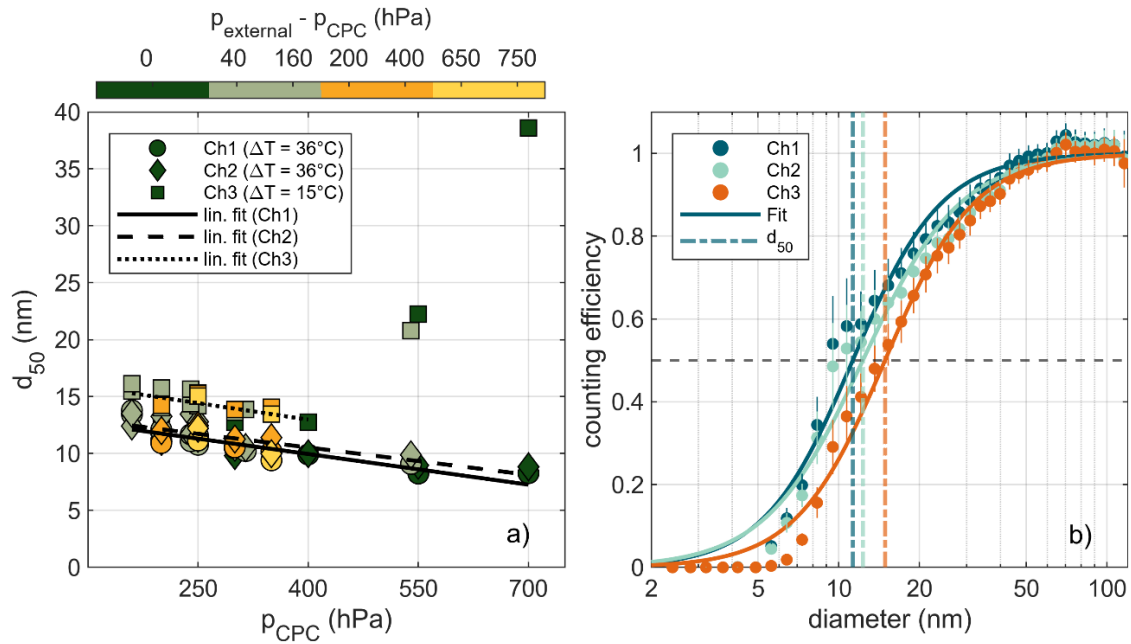 p_external - p_CPC (hPa)
0 40 160 200 400 650 750
40
35
30
25
20
15
10
5
0
d_50 (nm)
Ch1 (ΔT = 36°C)
Ch2 (ΔT = 36°C)
Ch3 (ΔT = 15°C)
lin. fit (Ch1)
lin. fit (Ch2)
lin. fit (Ch3)
a)
250 400 550 700
p_CPC (hPa)
1
0.8
0.6
0.4
0.2
0
counting efficiency
Ch1
Ch2
Ch3
Fit
d_50
b)
2 5 10 20 50 100
diameter (nm)